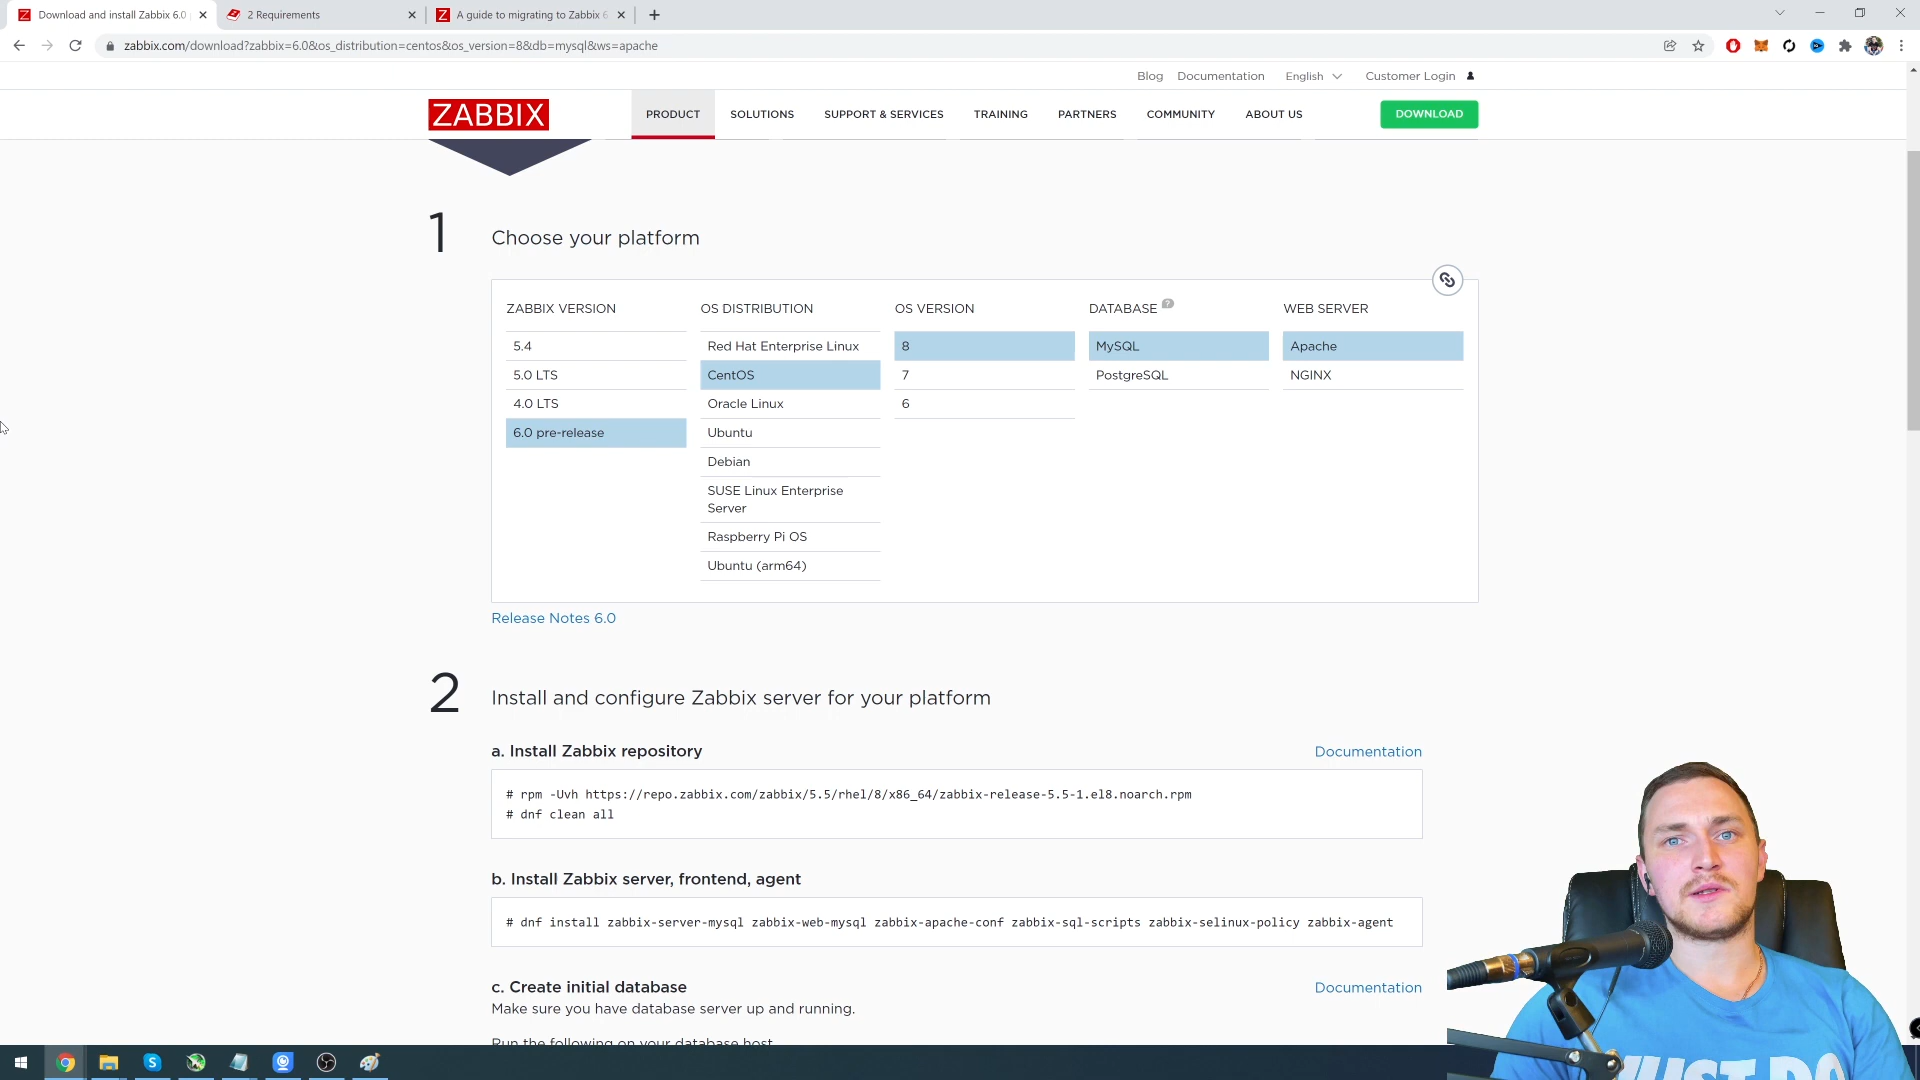 Download and install Zabbix 6.0
2 Requirements
A guide to migrating to Zabbix 6
zabbix.com/download?zabbix=6.0&os_distribution=centos&os_version=8&db=mysql&ws=apache
Blog Documentation English Customer Login
ZABBIX PRODUCT SOLUTIONS SUPPORT & SERVICES TRAINING PARTNERS COMMUNITY ABOUT US DOWNLOAD
1 Choose your platform
ZABBIX VERSION OS DISTRIBUTION OS VERSION DATABASE ? WEB SERVER
5.4 Red Hat Enterprise Linux 8 MySQL Apache
5.0 LTS CentOS 7 PostgreSQL NGINX
4.0 LTS Oracle Linux 6
6.0 pre-release Ubuntu
Debian
SUSE Linux Enterprise
Server
Raspberry Pi OS
Ubuntu (arm64)
Release Notes 6.0
2 Install and configure Zabbix server for your platform
a. Install Zabbix repository Documentation
# rpm -Uvh https://repo.zabbix.com/zabbix/5.5/rhel/8/x86_64/zabbix-release-5.5-1.el8.noarch.rpm
# dnf clean all
b. Install Zabbix server, frontend, agent
# dnf install zabbix-server-mysql zabbix-web-mysql zabbix-apache-conf zabbix-sql-scripts zabbix-selinux-policy zabbix-agent
c. Create initial database Documentation
Make sure you have database server up and running.
Run the following on your database host.
JUST DO